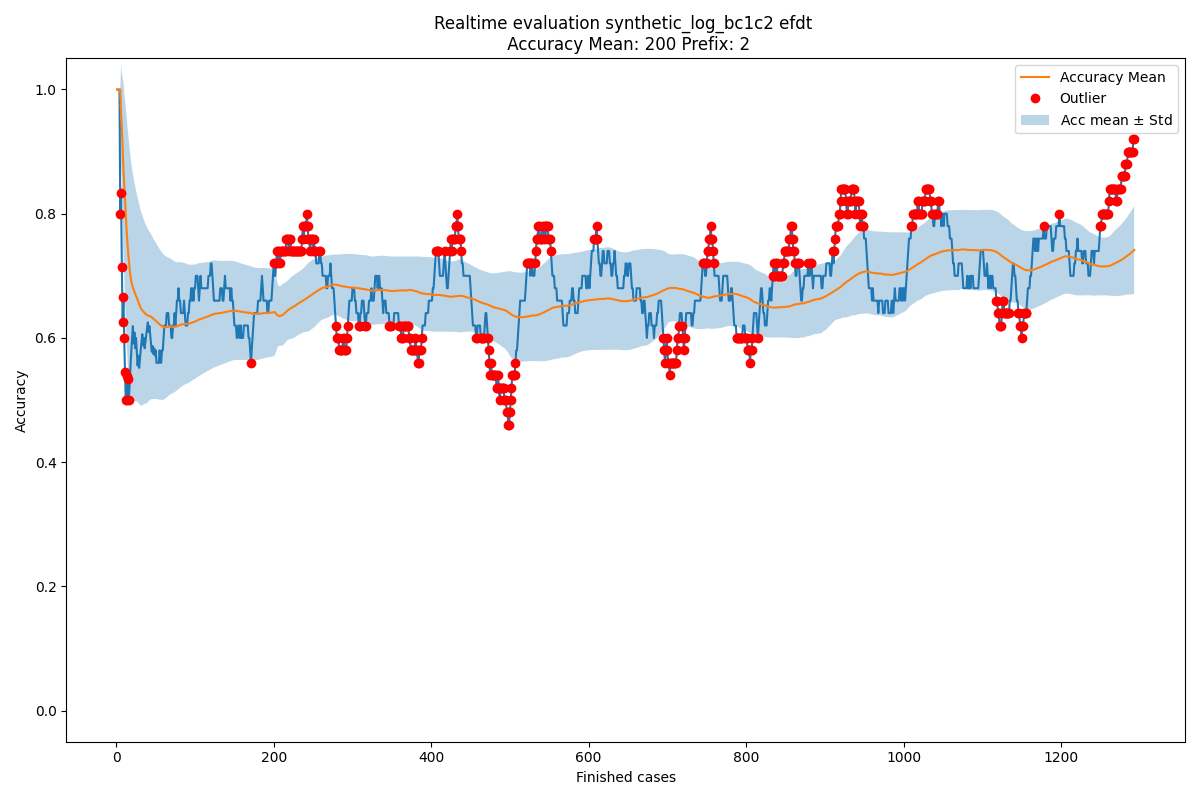 Realtime evaluation synthetic_log_bc1c2 efdt
Accuracy Mean: 200 Prefix: 2
Accuracy Mean
Outlier
Acc mean ± Std
Accuracy
1.0
0.8
0.6
0.4
0.2
0.0
0
200
400
600
800
1000
1200
Finished cases